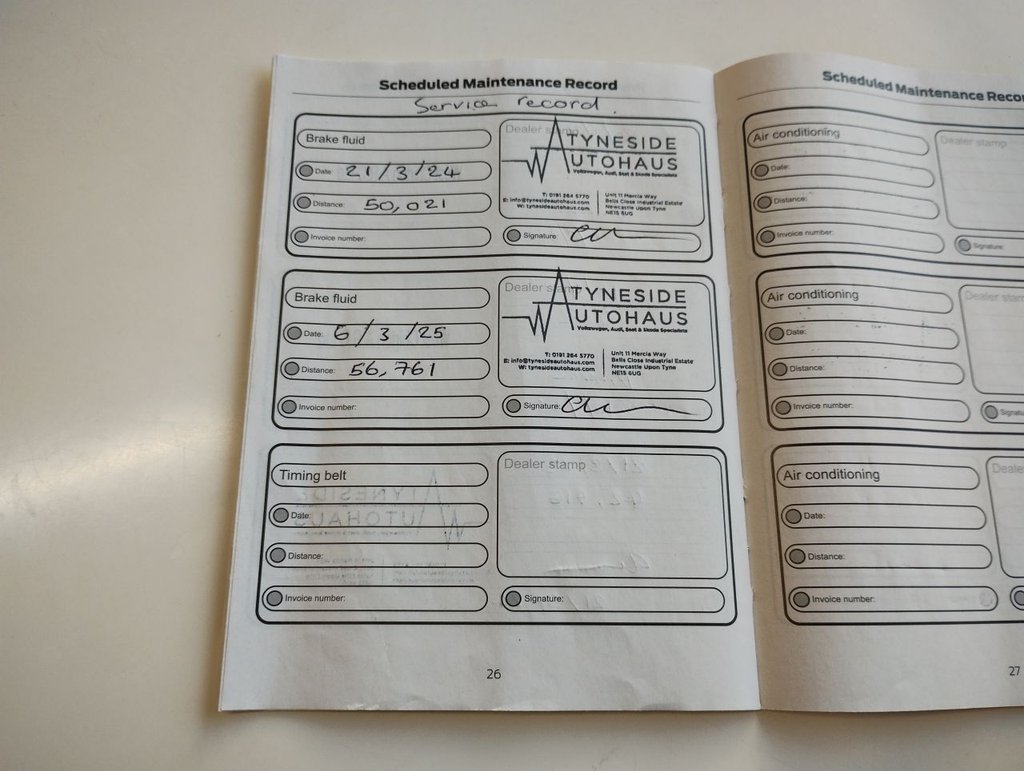 Scheduled Maintenance Record
Service record.
Brake fluid
Date: 21/3/24
Distance: 50,021
Invoice number:
Dealer stamp
TYNESIDE
AUTOHAUS
Volkswagen, Audi, Seat & Skoda Specialists
T: 0191 264 5770
E: info@tynesideautohaus.com
W: tynesideautohaus.com
Unit 11 Mercia Way
Bells Close Industrial Estate
Newcastle Upon Tyne
NE15 6UG
Signature:
Brake fluid
Date: 6/3/25
Distance: 56,761
Invoice number:
Dealer stamp
TYNESIDE
AUTOHAUS
Volkswagen, Audi, Seat & Skoda Specialists
T: 0191 264 5770
E: info@tynesideautohaus.com
W: tynesideautohaus.com
Unit 11 Mercia Way
Bells Close Industrial Estate
Newcastle Upon Tyne
NE15 6UG
Signature:
Timing belt
Date:
Distance:
Invoice number:
Dealer stamp
Signature:
26
Scheduled Maintenance Recor
Air conditioning
Date:
Distance:
Invoice number:
Dealer stamp
Signature:
Air conditioning
Date:
Distance:
Invoice number:
Dealer stam
Signatu
Air conditioning
Date:
Distance:
Invoice number:
Deale
27